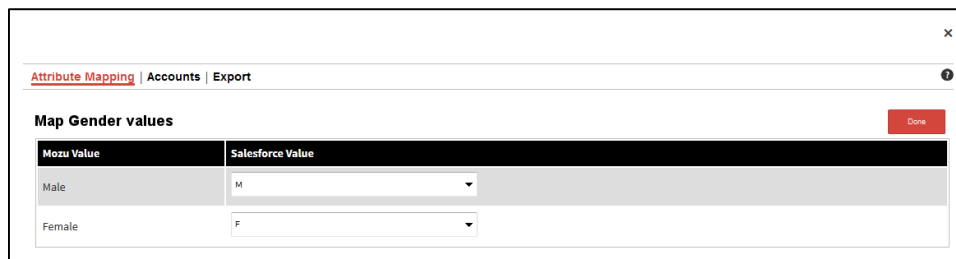 ×
Attribute Mapping | Accounts | Export ?
Map Gender values Done
Mozu Value Salesforce Value
Male M
Female F